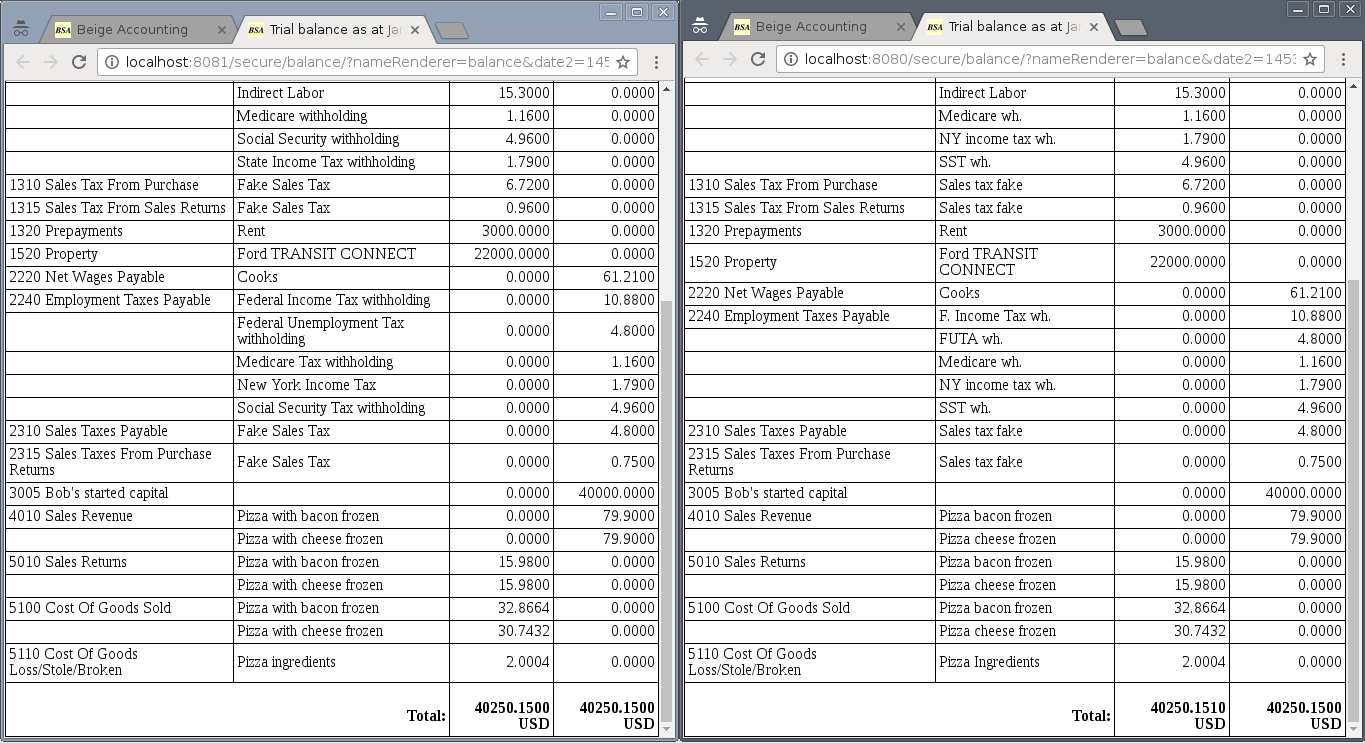 BSA Beige Accounting
BSA Trial balance as at Jan
localhost:8081/secure/balance/?nameRenderer=balance&date2=145
Indirect Labor 15.3000 0.0000
Medicare withholding 1.1600 0.0000
Social Security withholding 4.9600 0.0000
State Income Tax withholding 1.7900 0.0000
1310 Sales Tax From Purchase Fake Sales Tax 6.7200 0.0000
1315 Sales Tax From Sales Returns Fake Sales Tax 0.9600 0.0000
1320 Prepayments Rent 3000.0000 0.0000
1520 Property Ford TRANSIT CONNECT 22000.0000 0.0000
2220 Net Wages Payable Cooks 0.0000 61.2100
2240 Employment Taxes Payable Federal Income Tax withholding 0.0000 10.8800
Federal Unemployment Tax
withholding 0.0000 4.8000
Medicare Tax withholding 0.0000 1.1600
New York Income Tax 0.0000 1.7900
Social Security Tax withholding 0.0000 4.9600
2310 Sales Taxes Payable Fake Sales Tax 0.0000 4.8000
2315 Sales Taxes From Purchase
Returns Fake Sales Tax 0.0000 0.7500
3005 Bob's started capital 0.0000 40000.0000
4010 Sales Revenue Pizza with bacon frozen 0.0000 79.9000
Pizza with cheese frozen 0.0000 79.9000
5010 Sales Returns Pizza with bacon frozen 15.9800 0.0000
Pizza with cheese frozen 15.9800 0.0000
5100 Cost Of Goods Sold Pizza with bacon frozen 32.8664 0.0000
Pizza with cheese frozen 30.7432 0.0000
5110 Cost Of Goods
Loss/Stole/Broken Pizza ingredients 2.0004 0.0000
Total: 40250.1500 40250.1500
USD USD
BSA Beige Accounting
BSA Trial balance as at Jan
localhost:8080/secure/balance/?nameRenderer=balance&date2=1453
Indirect Labor 15.3000 0.0000
Medicare wh. 1.1600 0.0000
NY income tax wh. 1.7900 0.0000
SST wh. 4.9600 0.0000
1310 Sales Tax From Purchase Sales tax fake 6.7200 0.0000
1315 Sales Tax From Sales Returns Sales tax fake 0.9600 0.0000
1320 Prepayments Rent 3000.0000 0.0000
1520 Property Ford TRANSIT
CONNECT 22000.0000 0.0000
2220 Net Wages Payable Cooks 0.0000 61.2100
2240 Employment Taxes Payable F. Income Tax wh. 0.0000 10.8800
FUTA wh. 0.0000 4.8000
Medicare wh. 0.0000 1.1600
NY income tax wh. 0.0000 1.7900
SST wh. 0.0000 4.9600
2310 Sales Taxes Payable Sales tax fake 0.0000 4.8000
2315 Sales Taxes From Purchase
Returns Sales tax fake 0.0000 0.7500
3005 Bob's started capital 0.0000 40000.0000
4010 Sales Revenue Pizza bacon frozen 0.0000 79.9000
Pizza cheese frozen 0.0000 79.9000
5010 Sales Returns Pizza bacon frozen 15.9800 0.0000
Pizza cheese frozen 15.9800 0.0000
5100 Cost Of Goods Sold Pizza bacon frozen 32.8664 0.0000
Pizza cheese frozen 30.7432 0.0000
5110 Cost Of Goods
Loss/Stole/Broken Pizza Ingredients 2.0004 0.0000
Total: 40250.1510 40250.1500
USD USD